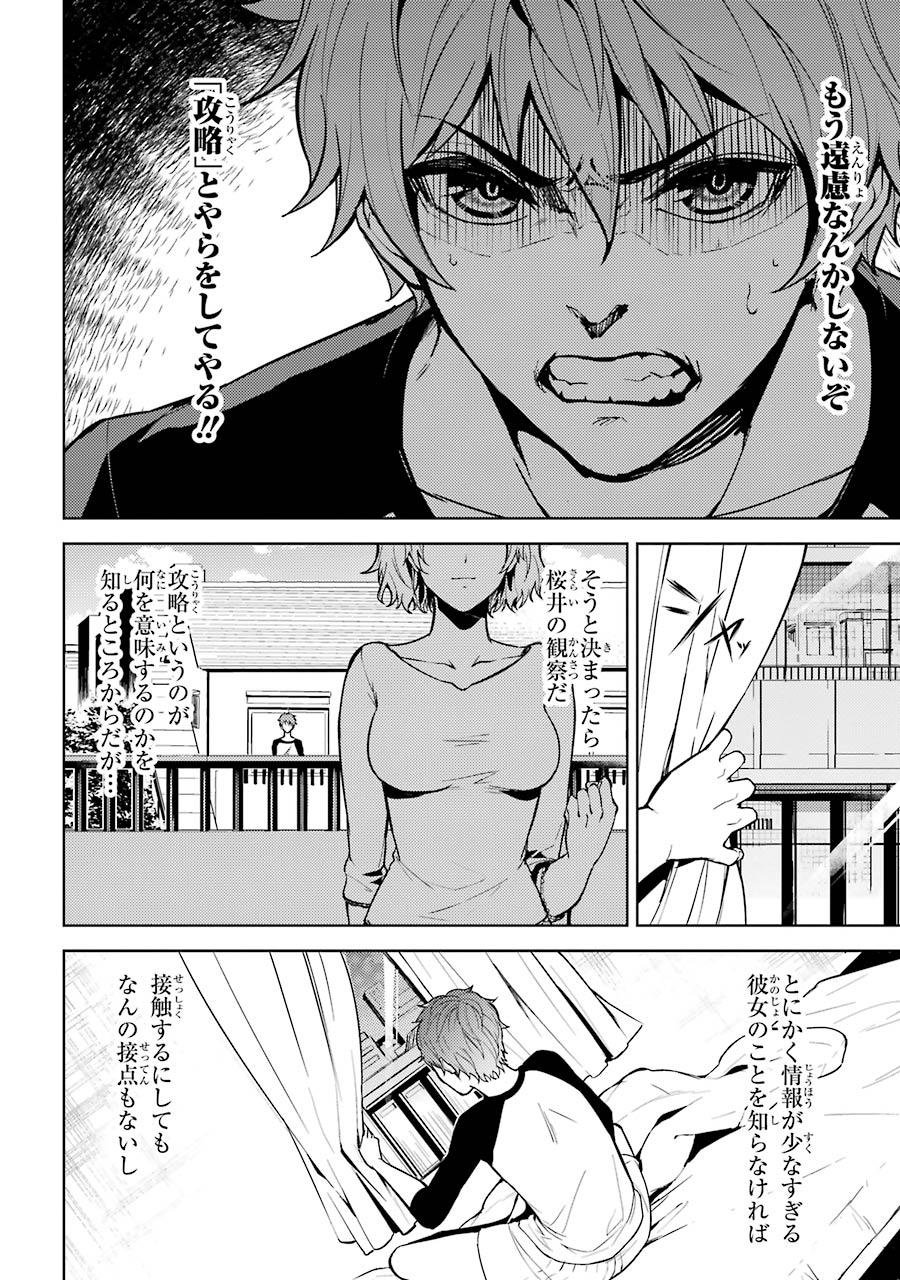 もう遠慮なんかしないぞ
『攻略』とやらをしてやる!!
そうと決まったら
桜井の観察だ
攻略というのが
何を意味するのかを
知るところからだが…
とにかく情報が少なすぎる
彼女のことを知らなければ
接触するにしても
なんの接点もないし